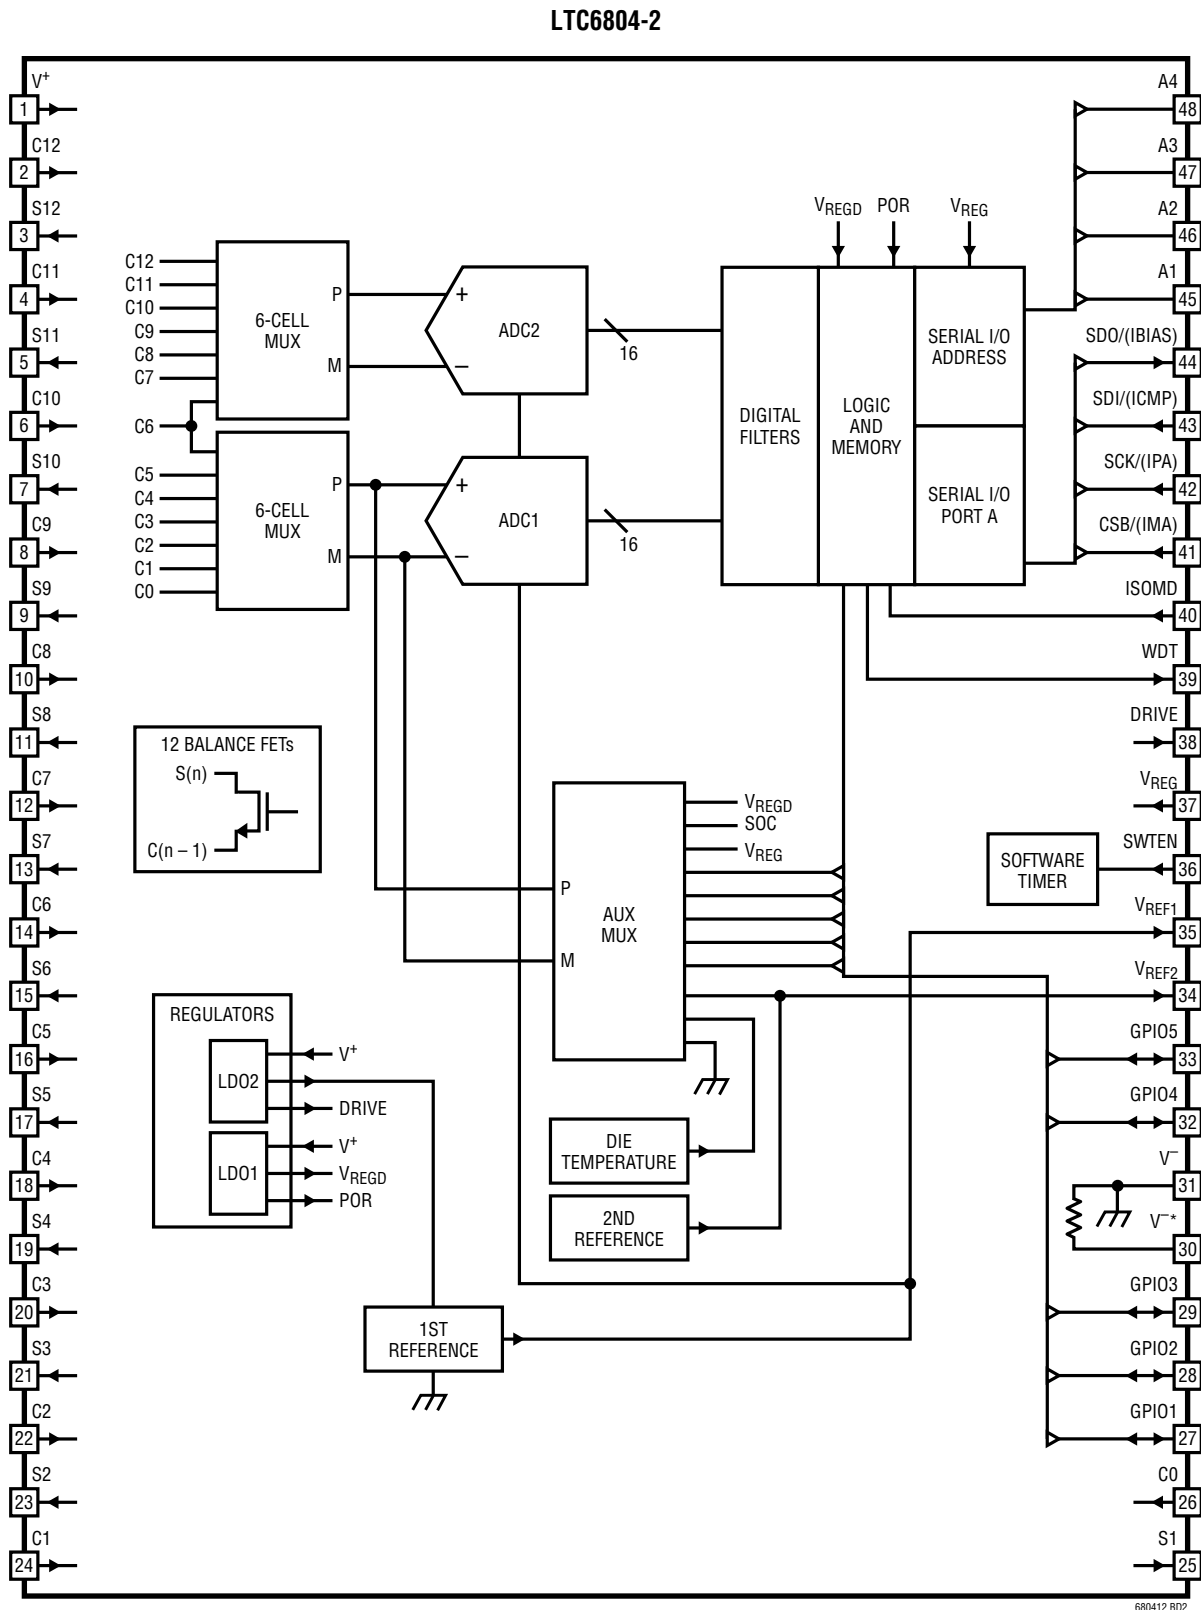 LTC6804-2
V+
1
C12
2
S12
3
C11
4
S11
5
C10
6
S10
7
C9
8
S9
9
C8
10
S8
11
C7
12
S7
13
C6
14
S6
15
C5
16
S5
17
C4
18
S4
19
C3
20
S3
21
C2
22
S2
23
C1
24
C12
C11
C10
C9
C8
C7
C6
C5
C4
C3
C2
C1
C0
6-CELL
MUX
P
M
6-CELL
MUX
P
M
+
−
ADC2
16
+
−
ADC1
16
VREGD
POR
VREG
DIGITAL
FILTERS
LOGIC
AND
MEMORY
SERIAL I/O
ADDRESS
SERIAL I/O
PORT A
12 BALANCE FETs
S(n)
C(n – 1)
P
M
AUX
MUX
VREGD
SOC
VREG
SOFTWARE
TIMER
REGULATORS
LDO2
V+
DRIVE
LDO1
V+
VREGD
POR
DIE
TEMPERATURE
2ND
REFERENCE
1ST
REFERENCE
A4
48
A3
47
A2
46
A1
45
SDO/(IBIAS)
44
SDI/(ICMP)
43
SCK/(IPA)
42
CSB/(IMA)
41
ISOMD
40
WDT
39
DRIVE
38
VREG
37
SWTEN
36
VREF1
35
VREF2
34
GPIO5
33
GPIO4
32
V−
31
V−*
30
GPIO3
29
GPIO2
28
GPIO1
27
C0
26
S1
25
680412 BD2